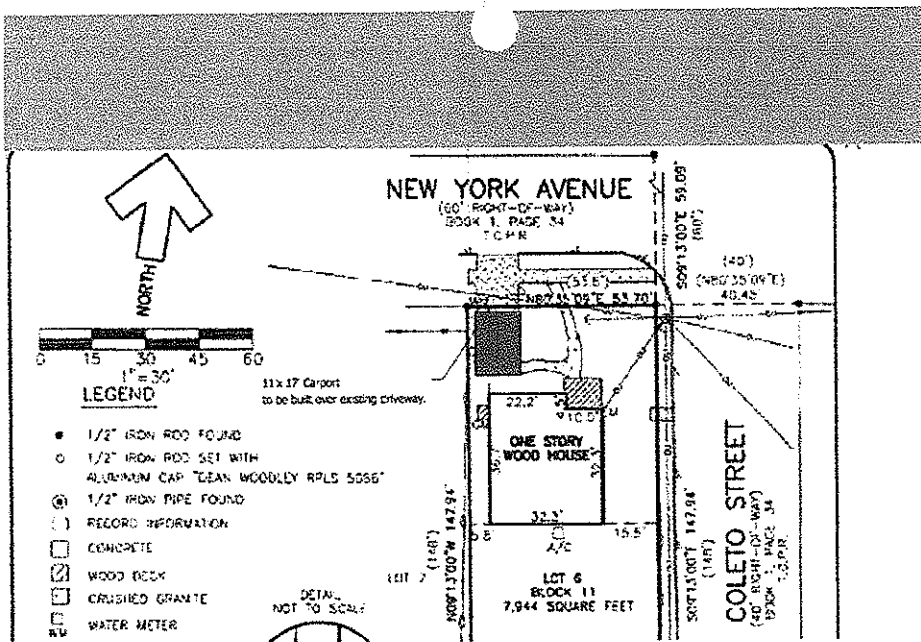 NEW YORK AVENUE
(60' RIGHT-OF-WAY)
BOOK 1, PAGE 34
T.C.P.R.
S09°13'00"E 59.09'
(60')
(40')
(N80°35'09"E)
40.45'
(53.6')
N80°35'09"E 53.70'
NORTH
0 15 30 45 60
1"=30'
11x 17 Carport
to be built over existing driveway.
LEGEND
1/2" IRON ROD FOUND
1/2" IRON ROD SET WITH
ALUMINUM CAP "DEAN WOODLEY RPLS 5086"
1/2" IRON PIPE FOUND
RECORD INFORMATION
CONCRETE
WOOD DECK
CRUSHED GRANITE
WATER METER
WM
22.2'
10.0'
ONE STORY
WOOD HOUSE
32.3'
15.5'
A/C
LOT 7
N09°13'00"W 147.94'
(148')
LOT 6
BLOCK 11
7,944 SQUARE FEET
S09°13'00"E 147.94'
(148')
COLETO STREET
(40' RIGHT-OF-WAY)
BOOK 1, PAGE 34
T.C.P.R.
DETAIL
NOT TO SCALE